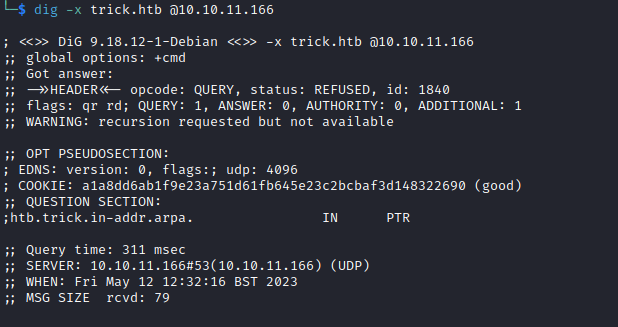 └─$ dig -x trick.htb @10.10.11.166
; <<>> DiG 9.18.12-1-Debian <<>> -x trick.htb @10.10.11.166
;; global options: +cmd
;; Got answer:
;; ->>HEADER<<- opcode: QUERY, status: REFUSED, id: 1840
;; flags: qr rd; QUERY: 1, ANSWER: 0, AUTHORITY: 0, ADDITIONAL: 1
;; WARNING: recursion requested but not available
;; OPT PSEUDOSECTION:
; EDNS: version: 0, flags:; udp: 4096
; COOKIE: a1a8dd6ab1f9e23a751d61fb645e23c2bcbaf3d148322690 (good)
;; QUESTION SECTION:
;htb.trick.in-addr.arpa. IN PTR
;; Query time: 311 msec
;; SERVER: 10.10.11.166#53(10.10.11.166) (UDP)
;; WHEN: Fri May 12 12:32:16 BST 2023
;; MSG SIZE rcvd: 79